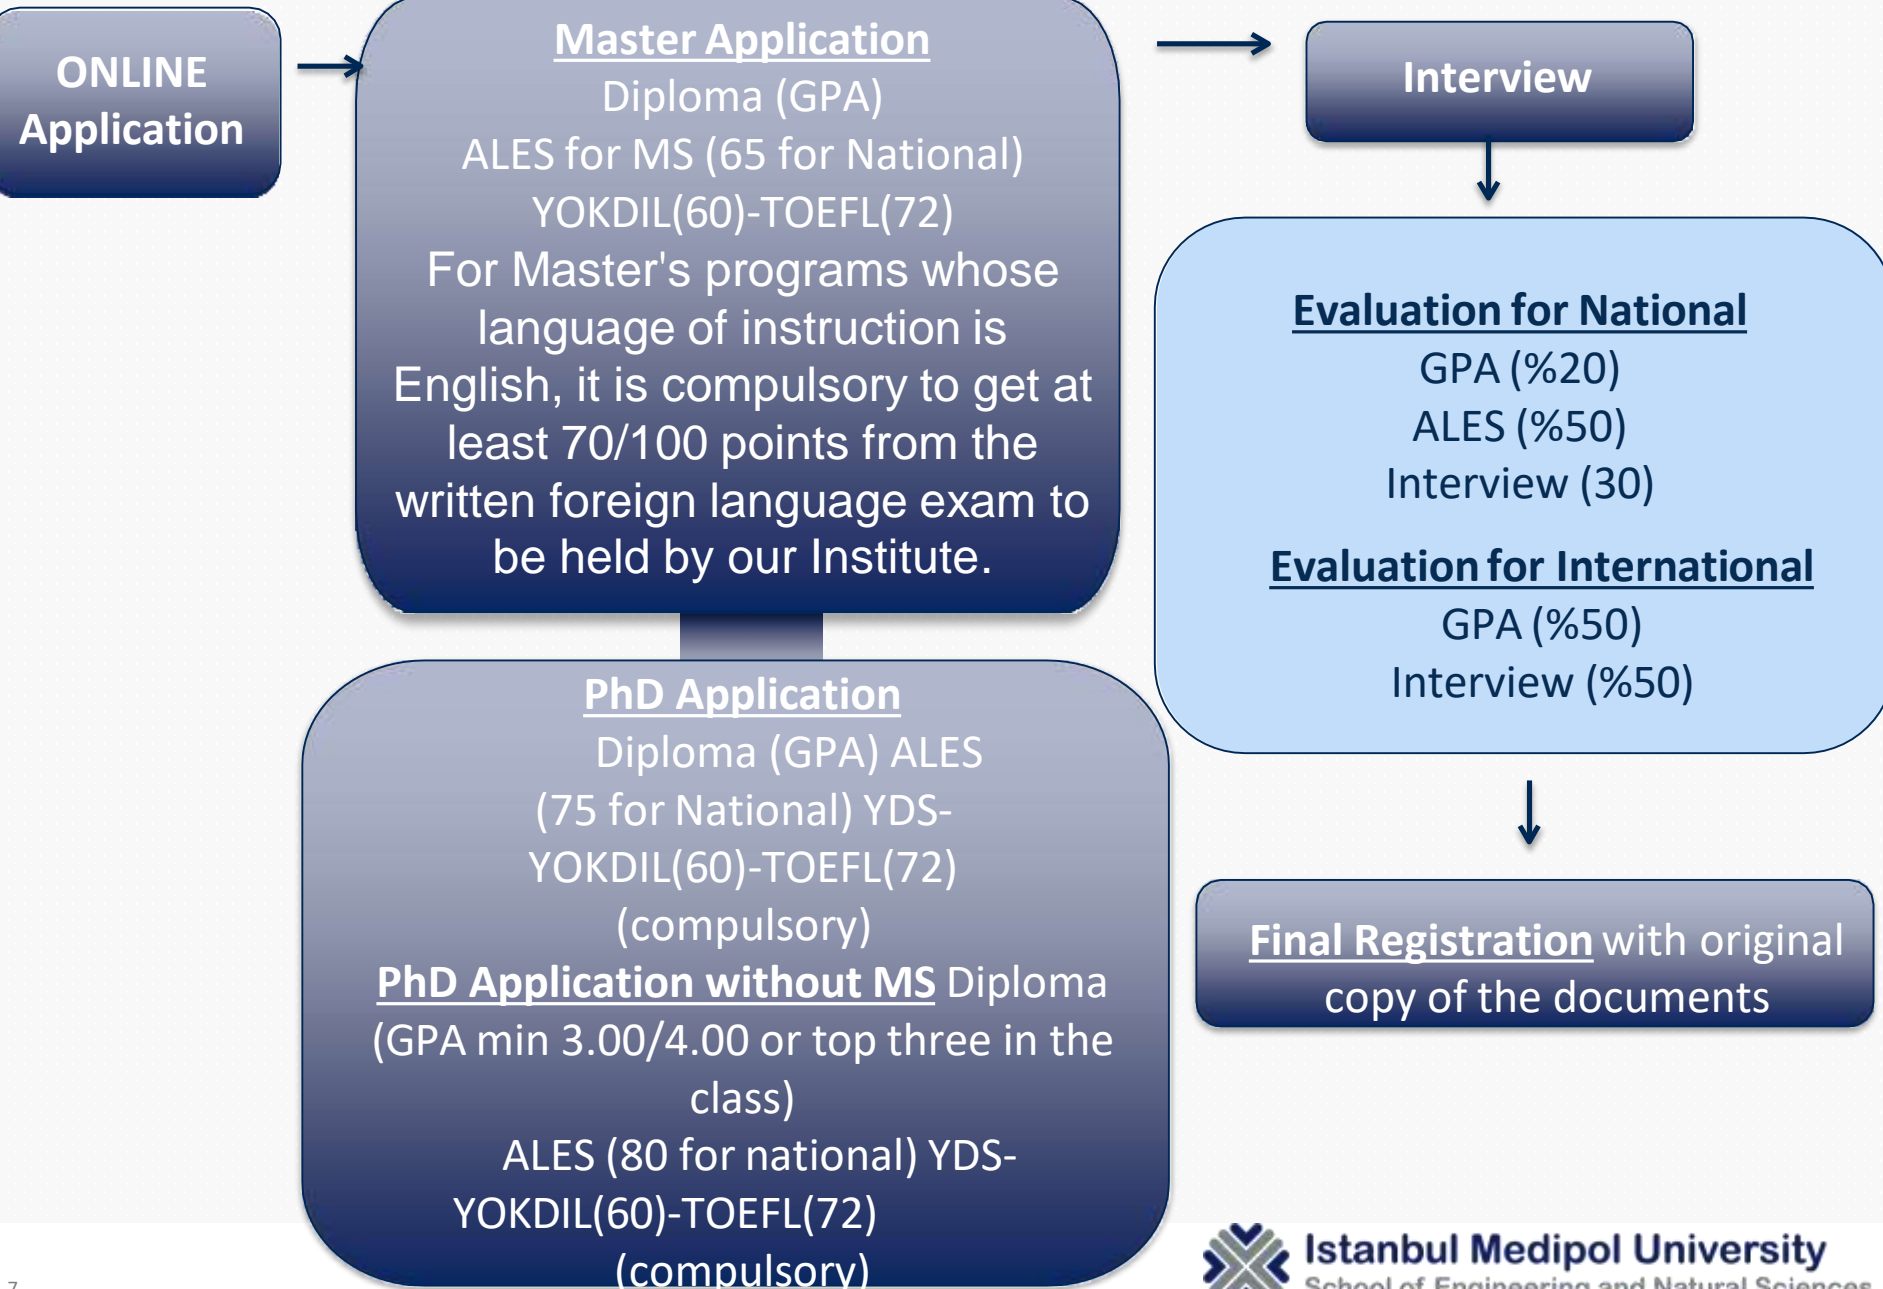 ONLINE
Application
Master Application
Diploma (GPA)
ALES for MS (65 for National)
YOKDIL(60)-TOEFL(72)
For Master's programs whose
language of instruction is
English, it is compulsory to get at
least 70/100 points from the
written foreign language exam to
be held by our Institute.
PhD Application
Diploma (GPA) ALES
(75 for National) YDS-
YOKDIL(60)-TOEFL(72)
(compulsory)
PhD Application without MS Diploma
(GPA min 3.00/4.00 or top three in the
class)
ALES (80 for national) YDS-
YOKDIL(60)-TOEFL(72)
(compulsory)
Interview
Evaluation for National
GPA (%20)
ALES (%50)
Interview (30)
Evaluation for International
GPA (%50)
Interview (%50)
Final Registration with original
copy of the documents
Istanbul Medipol University
School of Engineering and Natural Sciences
7